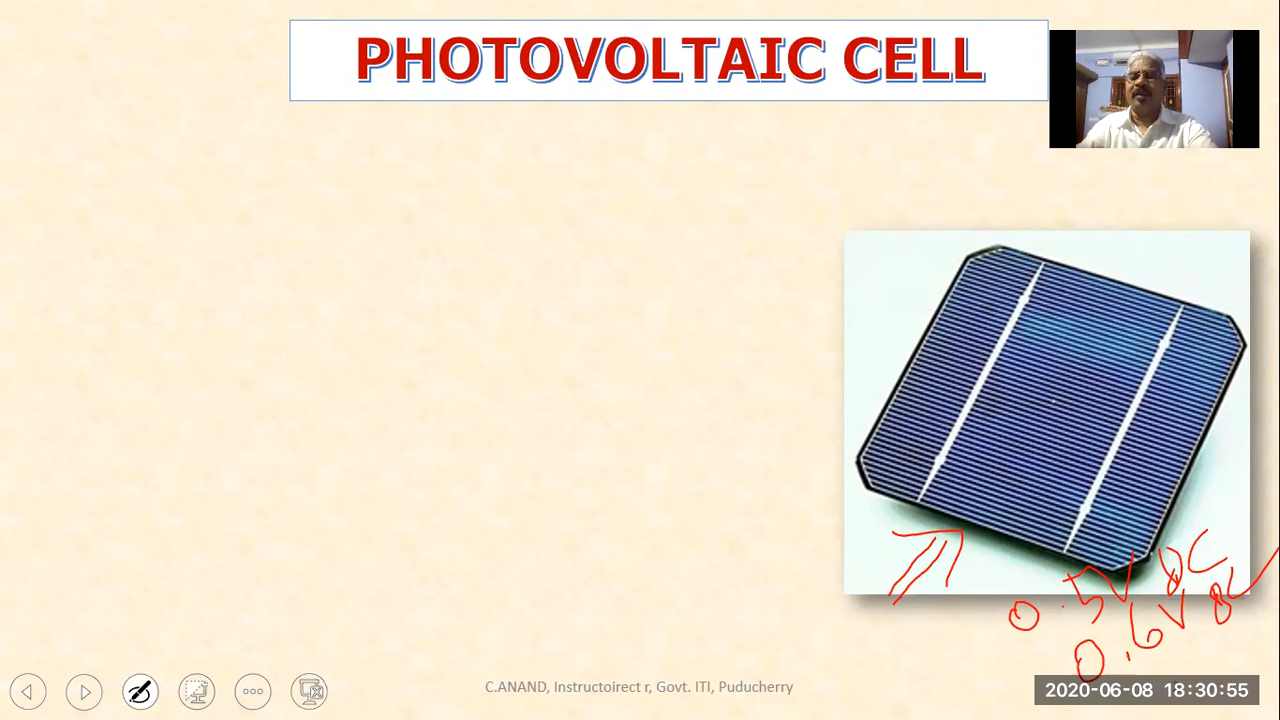 PHOTOVOLTAIC CELL
0.5V DC
0.6V DC
C.ANAND, Instructoirect r, Govt. ITI, Puducherry
2020-06-08 18:30:55